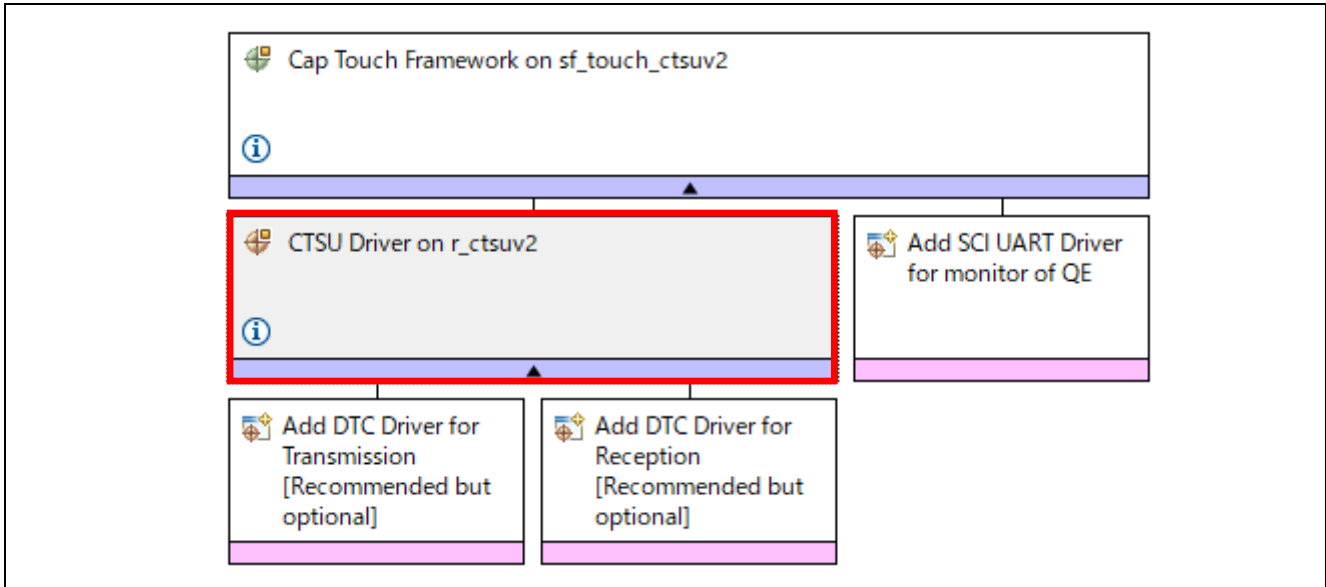 Cap Touch Framework on sf_touch_ctsuv2
CTSU Driver on r_ctsuv2
Add SCI UART Driver
for monitor of QE
Add DTC Driver for
Transmission
[Recommended but
optional]
Add DTC Driver for
Reception
[Recommended but
optional]